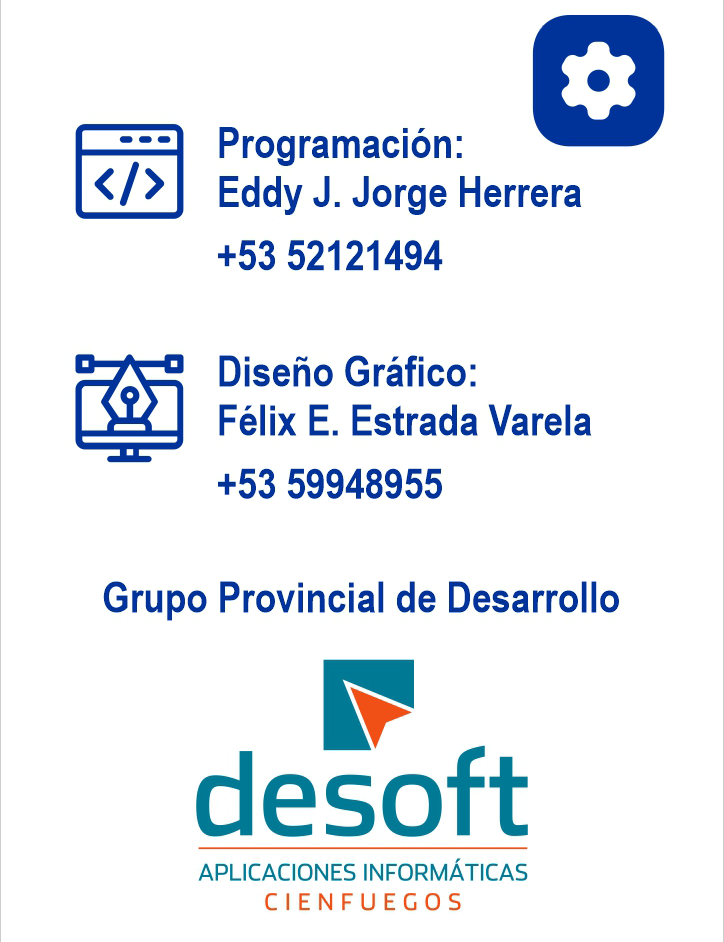 Programación:
Eddy J. Jorge Herrera
+53 52121494
Diseño Gráfico:
Félix E. Estrada Varela
+53 59948955
Grupo Provincial de Desarrollo
desoft
APLICACIONES INFORMÁTICAS
CIENFUEGOS